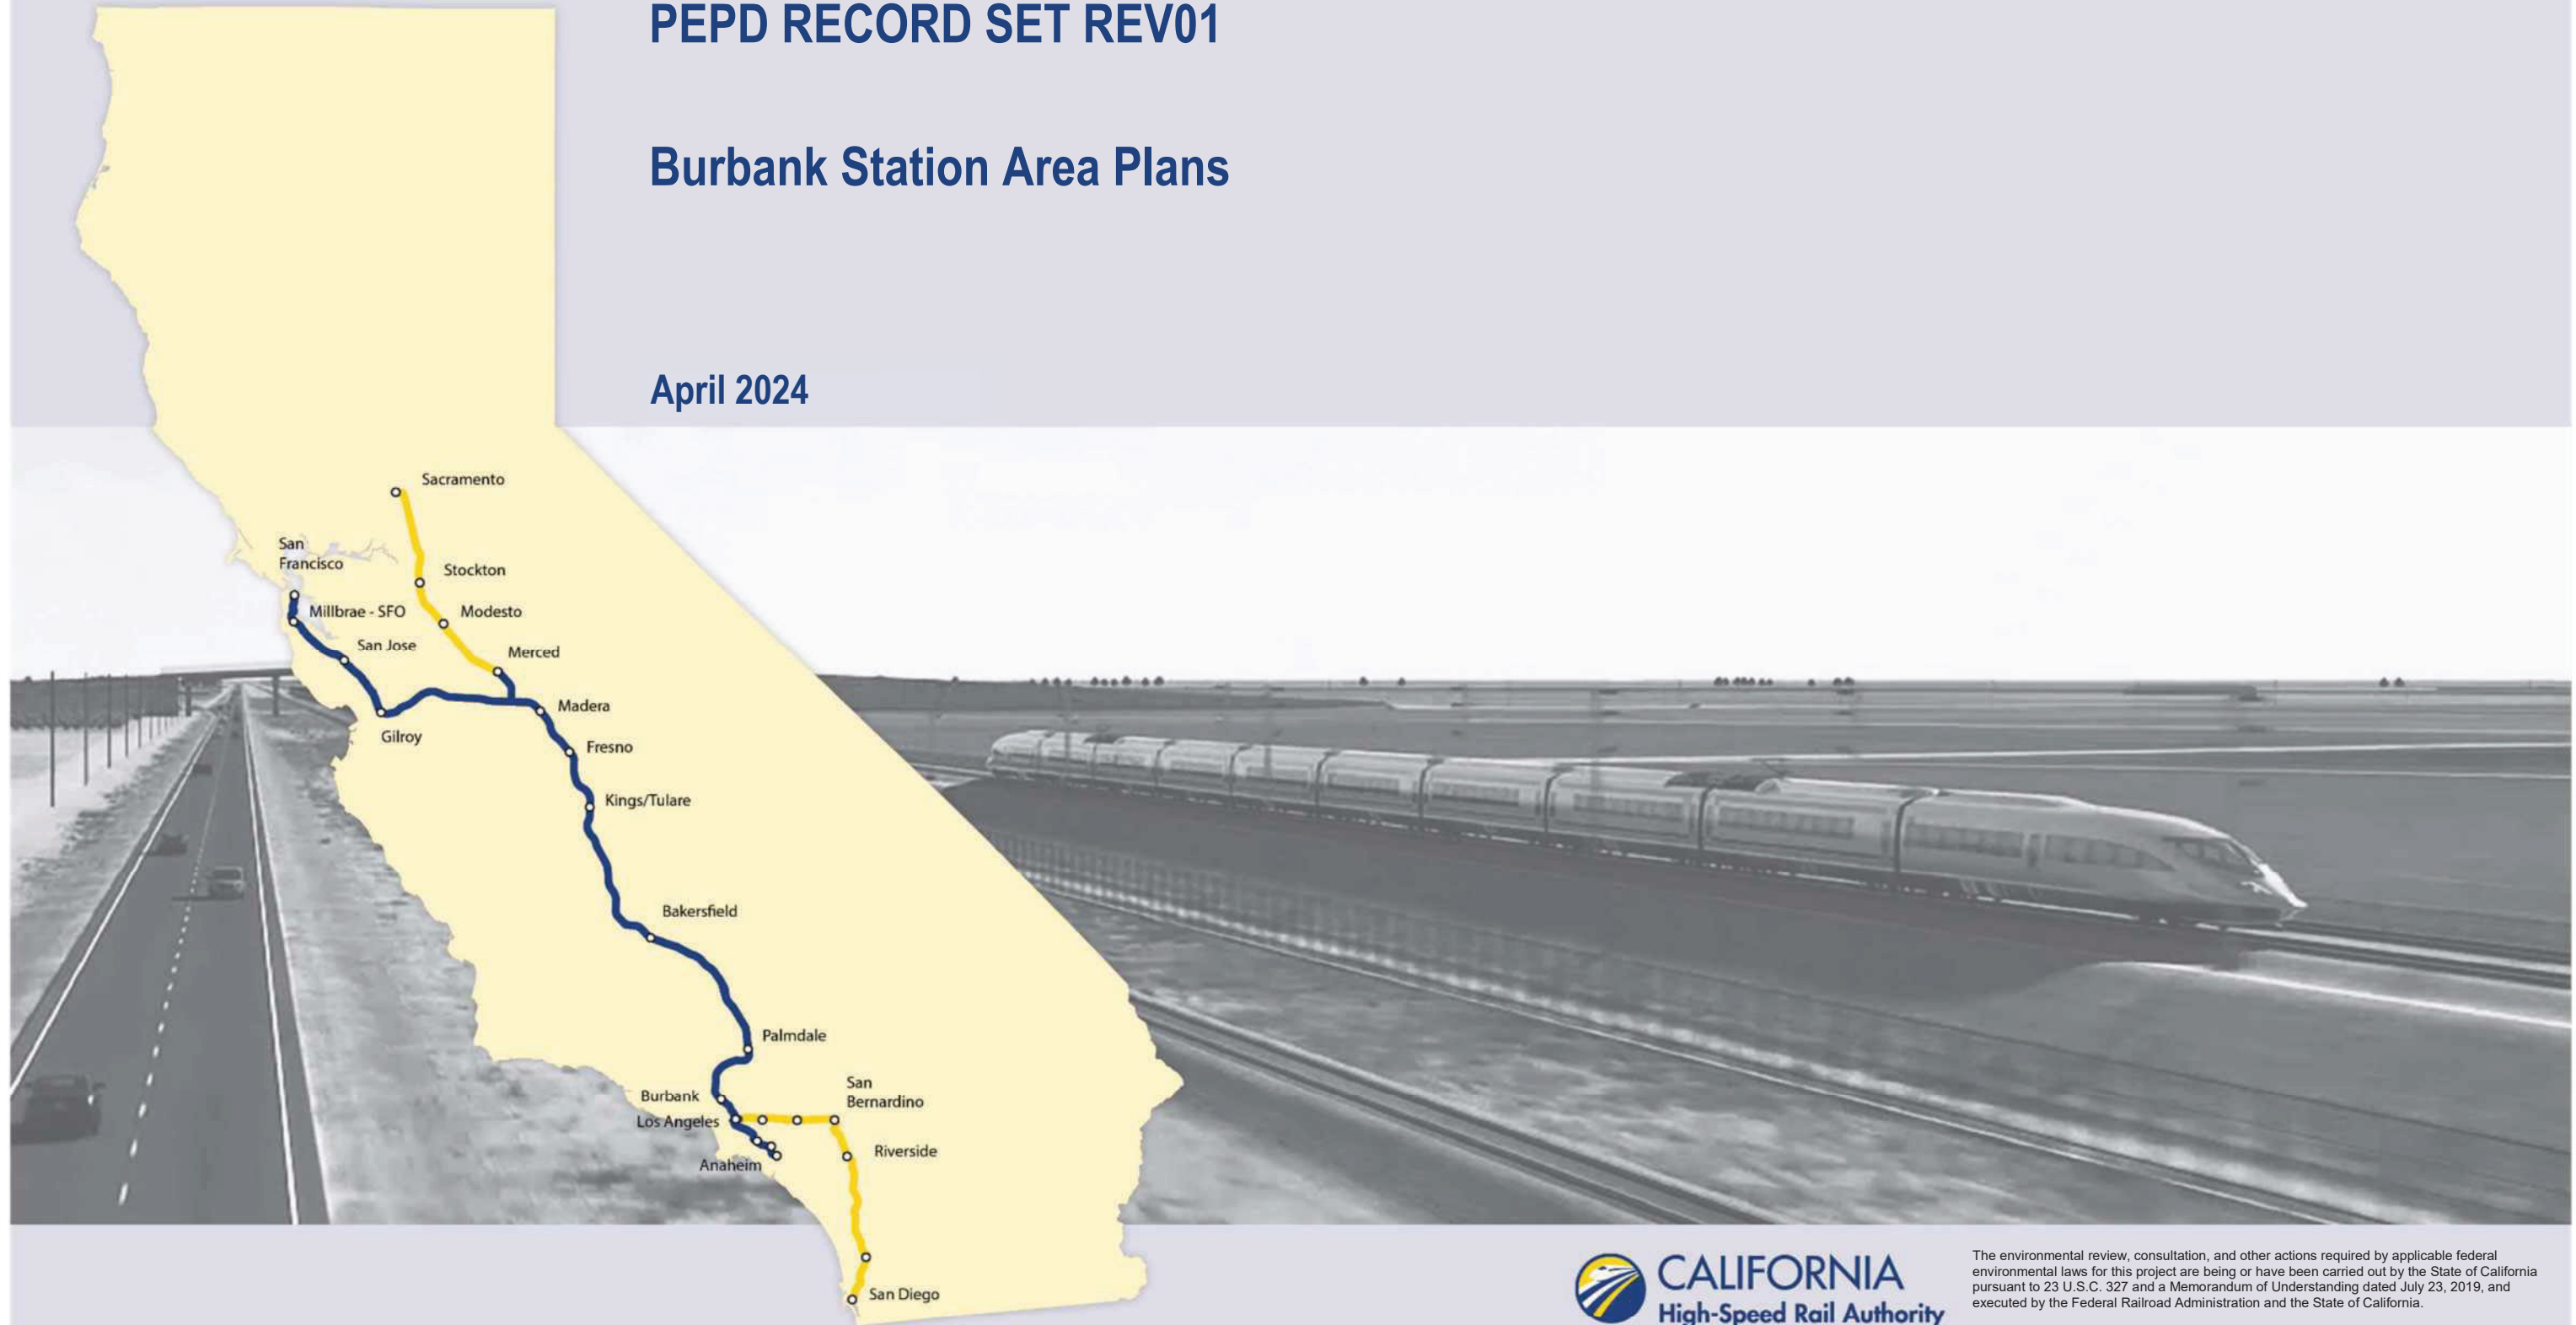 PEPD RECORD SET REV01
Burbank Station Area Plans
April 2024
Sacramento
San
Francisco
Stockton
Millbrae - SFO
Modesto
San Jose
Merced
Madera
Gilroy
Fresno
Kings/Tulare
Bakersfield
Palmdale
Burbank
San
Bernardino
Los Angeles
Riverside
Anaheim
San Diego
CALIFORNIA
High-Speed Rail Authority
The environmental review, consultation, and other actions required by applicable federal
environmental laws for this project are being or have been carried out by the State of California
pursuant to 23 U.S.C. 327 and a Memorandum of Understanding dated July 23, 2019, and
executed by the Federal Railroad Administration and the State of California.